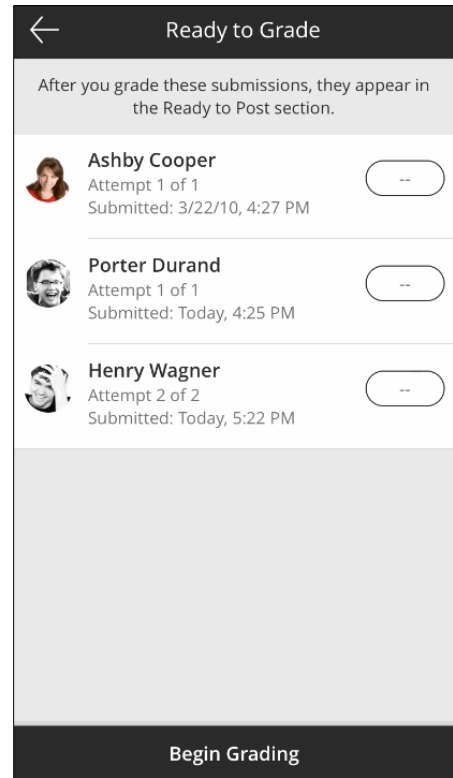 Ready to Grade
After you grade these submissions, they appear in
the Ready to Post section.
Ashby Cooper
Attempt 1 of 1
Submitted: 3/22/10, 4:27 PM
--
Porter Durand
Attempt 1 of 1
Submitted: Today, 4:25 PM
--
Henry Wagner
Attempt 2 of 2
Submitted: Today, 5:22 PM
--
Begin Grading